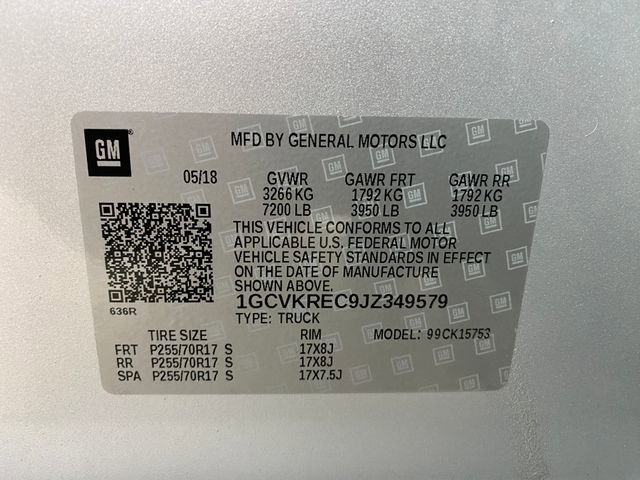 GM
MFD BY GENERAL MOTORS LLC
05/18 GVWR GAWR FRT GAWR RR
3266 KG 1792 KG 1792 KG
7200 LB 3950 LB 3950 LB
THIS VEHICLE CONFORMS TO ALL
APPLICABLE U.S. FEDERAL MOTOR
VEHICLE SAFETY STANDARDS IN EFFECT
ON THE DATE OF MANUFACTURE
SHOWN ABOVE.
1GCVKREC9JZ349579
636R
TYPE: TRUCK
TIRE SIZE RIM MODEL: 99CK15753
FRT P255/70R17 S 17X8J
RR P255/70R17 S 17X8J
SPA P255/70R17 S 17X7.5J